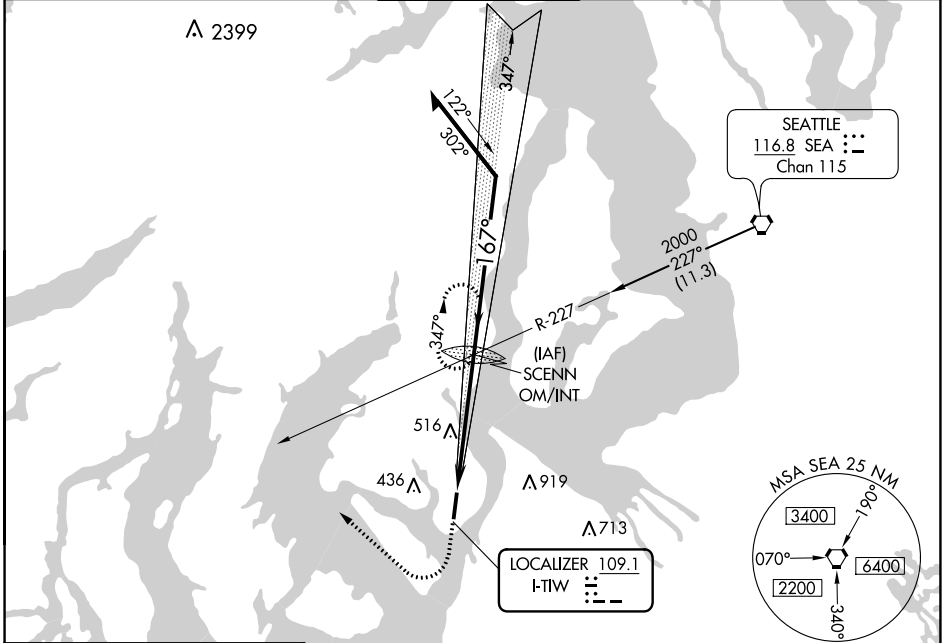 2399
347°
122°
302°
SEATTLE
116.8 SEA
Chan 115
167°
2000
227°
(11.3)
R-227
347°
(IAF)
SCENN
OM/INT
516
436
919
713
LOCALIZER 109.1
I-TIW
MSA SEA 25 NM
3400
190°
070°
6400
2200
340°